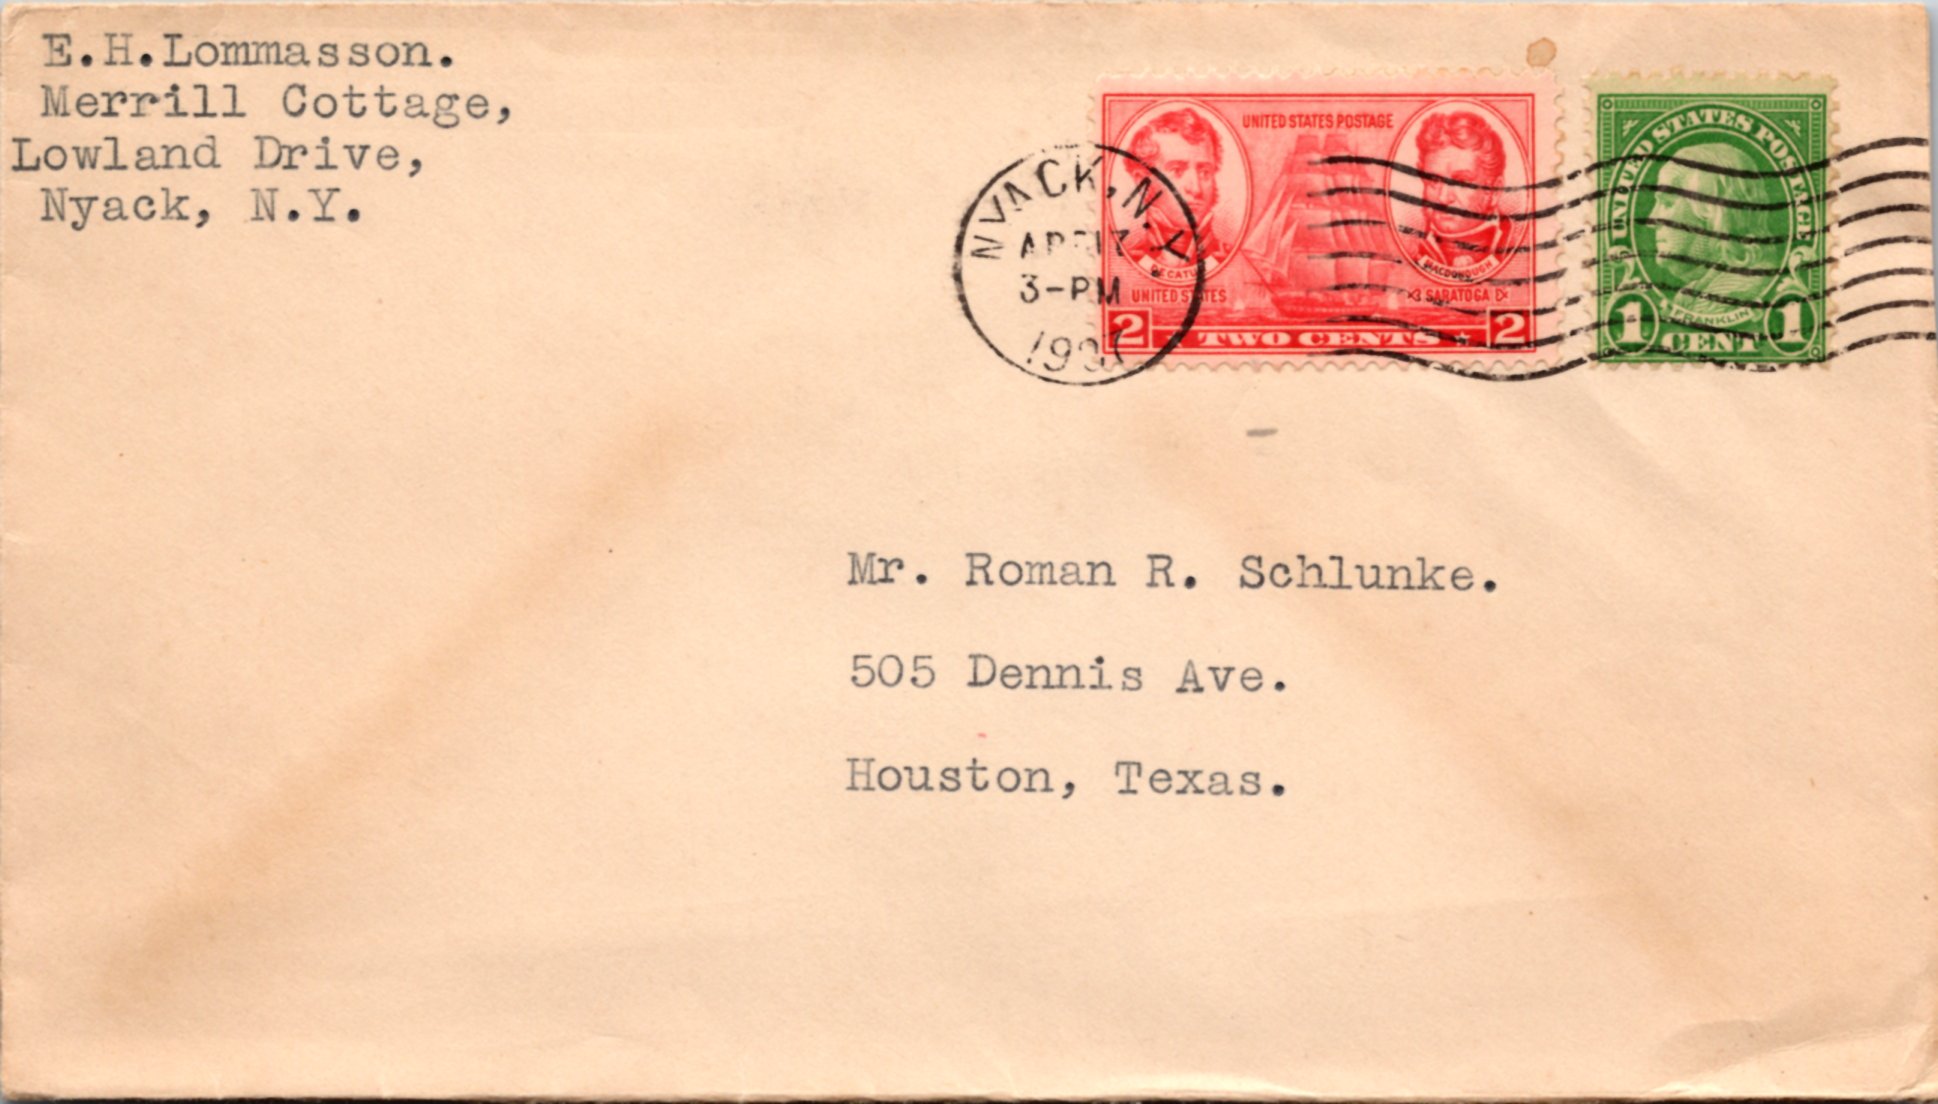 E.H.Lommasson.
Merrill Cottage,
Lowland Drive,
Nyack, N.Y.
NYACK, N.Y.
3-PM
UNITED STATES POSTAGE
DECATUR
MACDONOUGH
UNITED STATES
SARATOGA
2 TWO CENTS 2
UNITED STATES POSTAGE
FRANKLIN
1 CENT 1
Mr. Roman R. Schlunke.
505 Dennis Ave.
Houston, Texas.